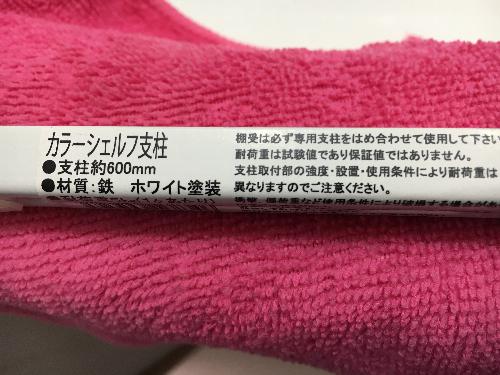 カラーシェルフ支柱
●支柱約600mm
●材質:鉄 ホワイト塗装
棚受は必ず専用支柱をはめ合わせて使用して下さい
耐荷重は試験値であり保証値ではありません。
支柱取付部の強度・設置・使用条件により耐荷重は
異なりますのでご注意ください。